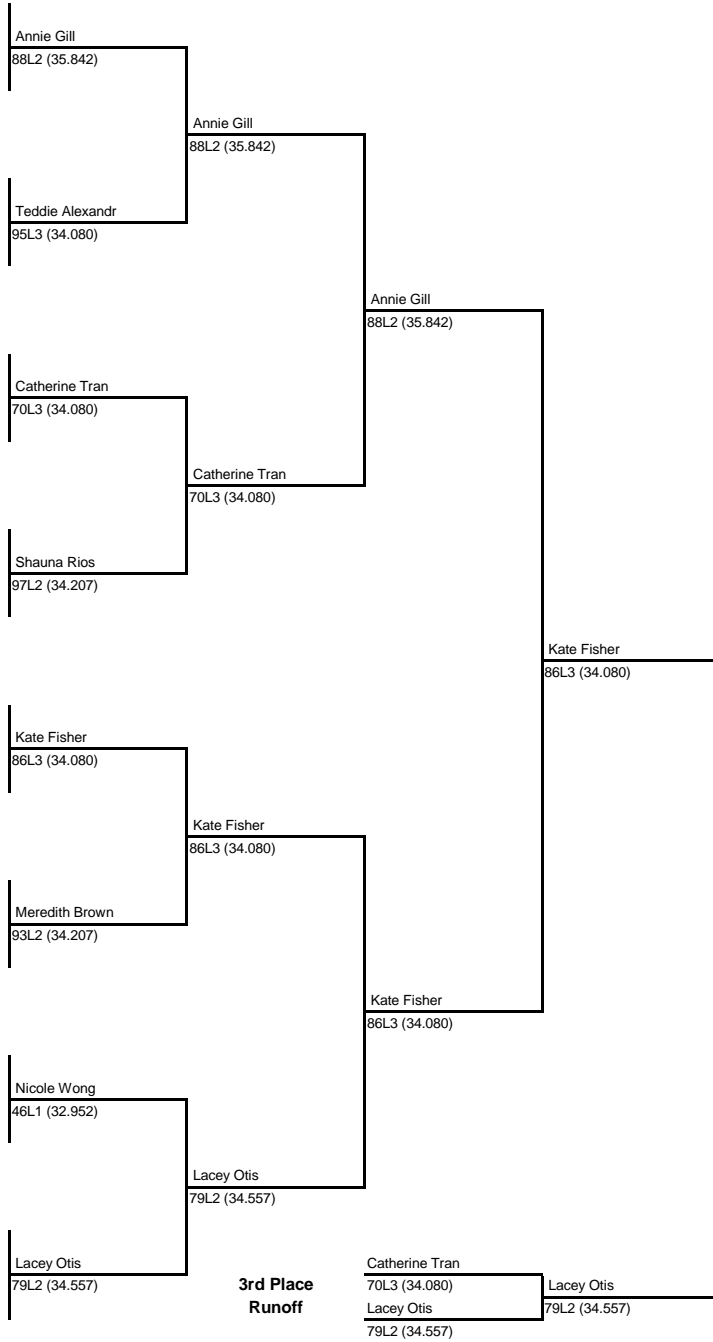 Annie Gill
88L2 (35.842)
Annie Gill
88L2 (35.842)
Teddie Alexandr
95L3 (34.080)
Annie Gill
88L2 (35.842)
Catherine Tran
70L3 (34.080)
Catherine Tran
70L3 (34.080)
Shauna Rios
97L2 (34.207)
Kate Fisher
86L3 (34.080)
Kate Fisher
86L3 (34.080)
Kate Fisher
86L3 (34.080)
Meredith Brown
93L2 (34.207)
Kate Fisher
86L3 (34.080)
Nicole Wong
46L1 (32.952)
Lacey Otis
79L2 (34.557)
Lacey Otis
79L2 (34.557)
3rd Place
Runoff
Catherine Tran
70L3 (34.080)
Lacey Otis
79L2 (34.557)
Lacey Otis
79L2 (34.557)